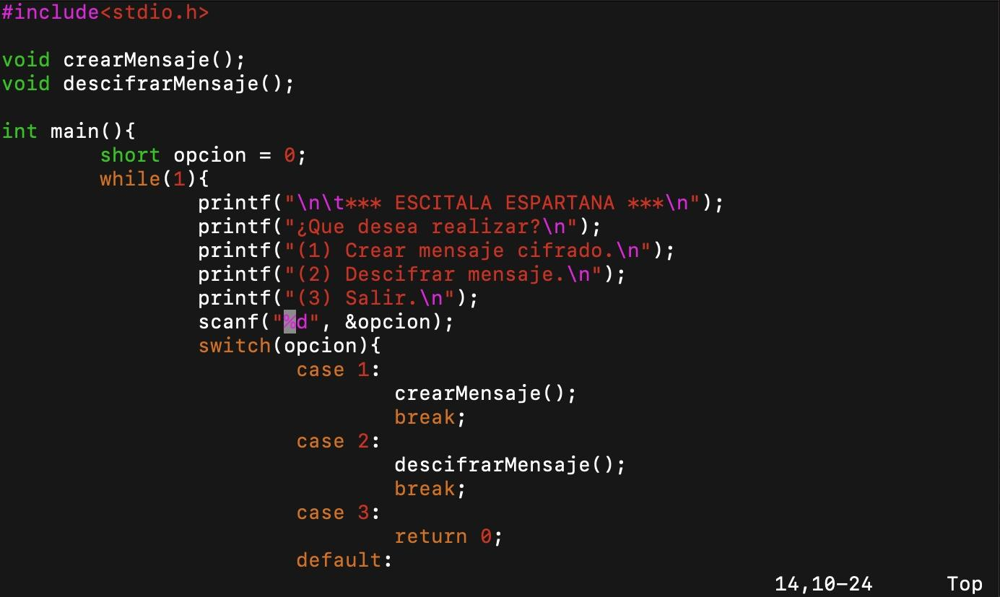 #include<stdio.h>
void crearMensaje();
void descifrarMensaje();
int main(){
short opcion = 0;
while(1){
printf("\n\t*** ESCITALA ESPARTANA ***\n");
printf("¿Que desea realizar?\n");
printf("(1) Crear mensaje cifrado.\n");
printf("(2) Descifrar mensaje.\n");
printf("(3) Salir.\n");
scanf("%d", &opcion);
switch(opcion){
case 1:
crearMensaje();
break;
case 2:
descifrarMensaje();
break;
case 3:
return 0;
default:
14,10-24 Top